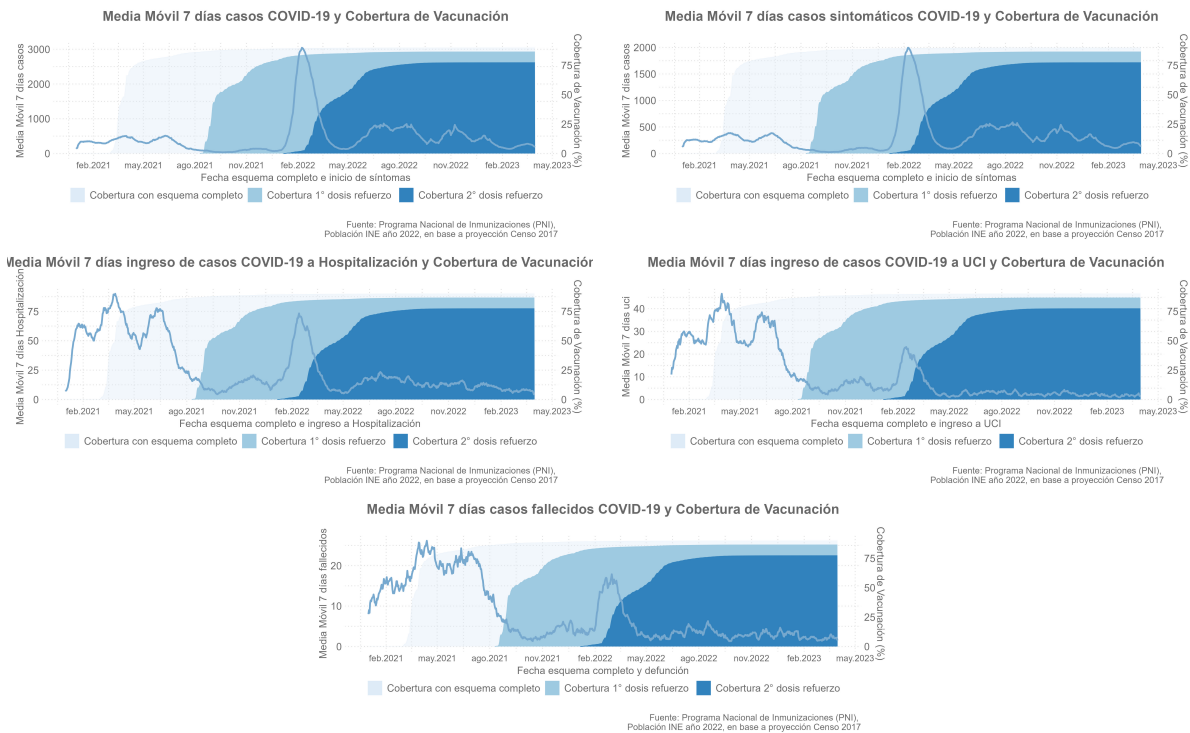 Media Móvil 7 días casos COVID-19 y Cobertura de Vacunación
Media Móvil 7 días casos
3000
2000
1000
0
Cobertura de Vacunación (%)
75
50
25
0
feb.2021 may.2021 ago.2021 nov.2021 feb.2022 may.2022 ago.2022 nov.2022 feb.2023 may.2023
Fecha esquema completo e inicio de síntomas
Cobertura con esquema completo Cobertura 1° dosis refuerzo Cobertura 2° dosis refuerzo
Fuente: Programa Nacional de Inmunizaciones (PNI),
Población INE año 2022, en base a proyección Censo 2017
Media Móvil 7 días casos sintomáticos COVID-19 y Cobertura de Vacunación
Media Móvil 7 días casos
2000
1500
1000
500
0
Cobertura de Vacunación (%)
75
50
25
0
feb.2021 may.2021 ago.2021 nov.2021 feb.2022 may.2022 ago.2022 nov.2022 feb.2023 may.2023
Fecha esquema completo e inicio de síntomas
Cobertura con esquema completo Cobertura 1° dosis refuerzo Cobertura 2° dosis refuerzo
Fuente: Programa Nacional de Inmunizaciones (PNI),
Población INE año 2022, en base a proyección Censo 2017
Media Móvil 7 días ingreso de casos COVID-19 a Hospitalización y Cobertura de Vacunación
Media Móvil 7 días Hospitalización
75
50
25
0
Cobertura de Vacunación (%)
75
50
25
0
feb.2021 may.2021 ago.2021 nov.2021 feb.2022 may.2022 ago.2022 nov.2022 feb.2023 may.2023
Fecha esquema completo e ingreso a Hospitalización
Cobertura con esquema completo Cobertura 1° dosis refuerzo Cobertura 2° dosis refuerzo
Fuente: Programa Nacional de Inmunizaciones (PNI),
Población INE año 2022, en base a proyección Censo 2017
Media Móvil 7 días ingreso de casos COVID-19 a UCI y Cobertura de Vacunación
Media Móvil 7 días uci
40
30
20
10
0
Cobertura de Vacunación (%)
75
50
25
0
feb.2021 may.2021 ago.2021 nov.2021 feb.2022 may.2022 ago.2022 nov.2022 feb.2023 may.2023
Fecha esquema completo e ingreso a UCI
Cobertura con esquema completo Cobertura 1° dosis refuerzo Cobertura 2° dosis refuerzo
Fuente: Programa Nacional de Inmunizaciones (PNI),
Población INE año 2022, en base a proyección Censo 2017
Media Móvil 7 días casos fallecidos COVID-19 y Cobertura de Vacunación
Media Móvil 7 días fallecidos
20
10
0
Cobertura de Vacunación (%)
75
50
25
0
feb.2021 may.2021 ago.2021 nov.2021 feb.2022 may.2022 ago.2022 nov.2022 feb.2023 may.2023
Fecha esquema completo y defunción
Cobertura con esquema completo Cobertura 1° dosis refuerzo Cobertura 2° dosis refuerzo
Fuente: Programa Nacional de Inmunizaciones (PNI),
Población INE año 2022, en base a proyección Censo 2017